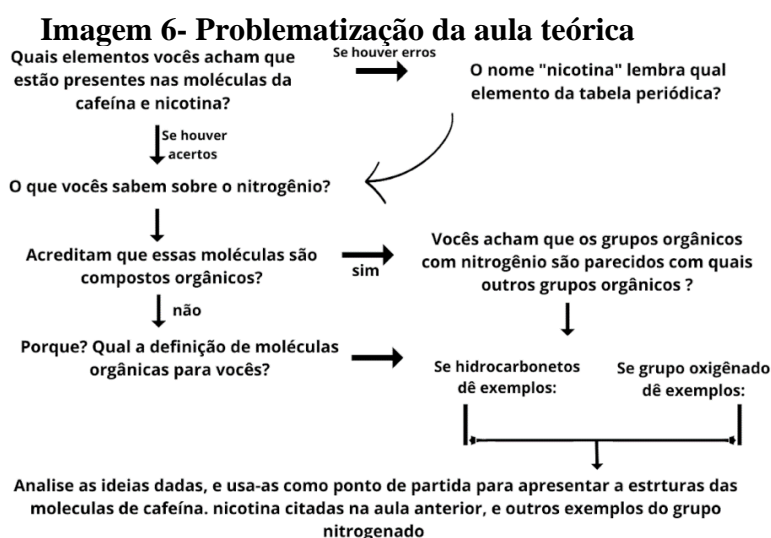 Imagem 6- Problematização da aula teórica
Quais elementos vocês acham que
estão presentes nas moléculas da
cafeína e nicotina?
Se houver erros
O nome "nicotina" lembra qual
elemento da tabela periódica?
Se houver
acertos
O que vocês sabem sobre o nitrogênio?
Acreditam que essas moléculas são
compostos orgânicos?
sim
Vocês acham que os grupos orgânicos
com nitrogênio são parecidos com quais
outros grupos orgânicos ?
não
Porque? Qual a definição de moléculas
orgânicas para vocês?
Se hidrocarbonetos
dê exemplos:
Se grupo oxigênado
dê exemplos:
Analise as ideias dadas, e usa-as como ponto de partida para apresentar a estrturas das
moleculas de cafeína. nicotina citadas na aula anterior, e outros exemplos do grupo
nitrogenado